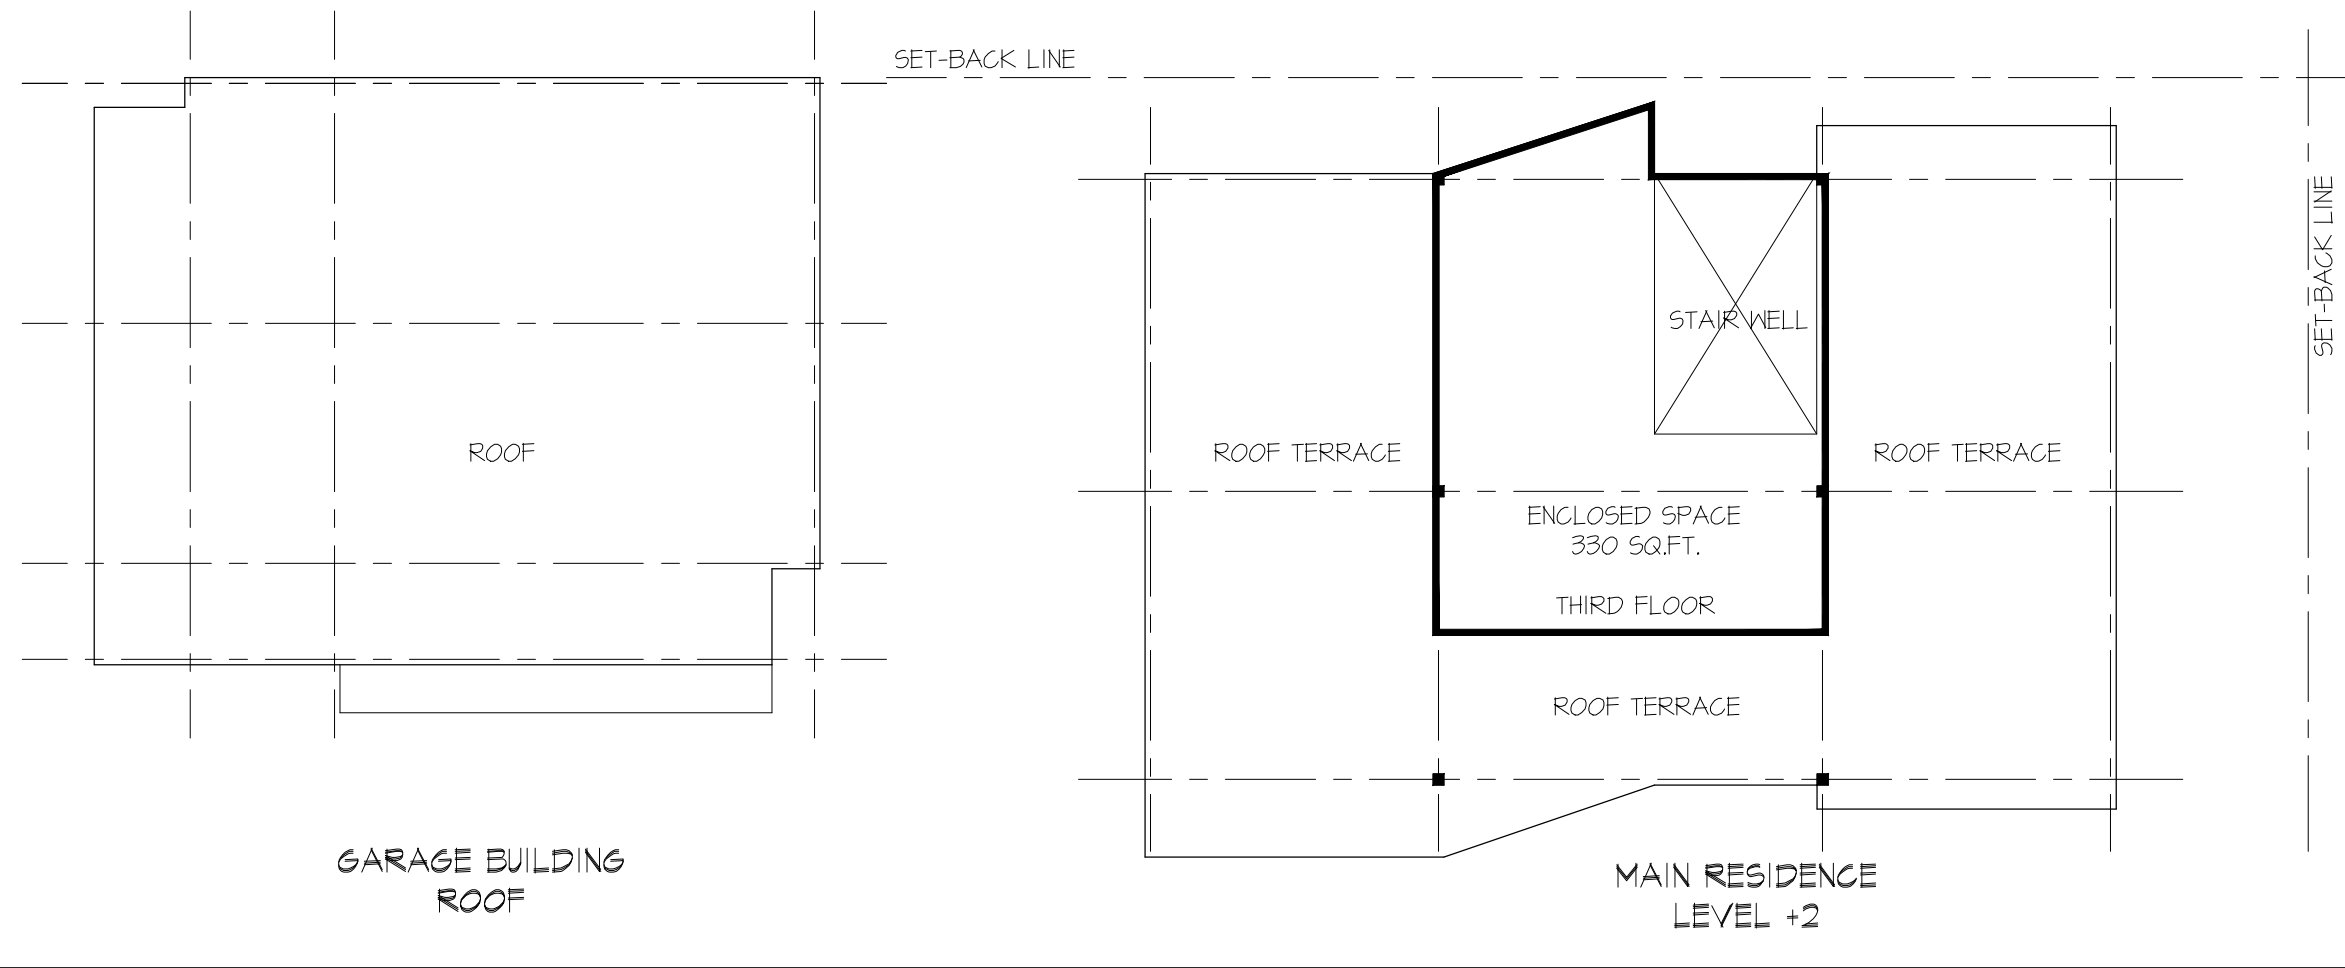 SET-BACK LINE
SET-BACK LINE
STAIR WELL
ROOF
ROOF TERRACE
ROOF TERRACE
ENCLOSED SPACE
330 SQ.FT.
THIRD FLOOR
ROOF TERRACE
GARAGE BUILDING
ROOF
MAIN RESIDENCE
LEVEL +2